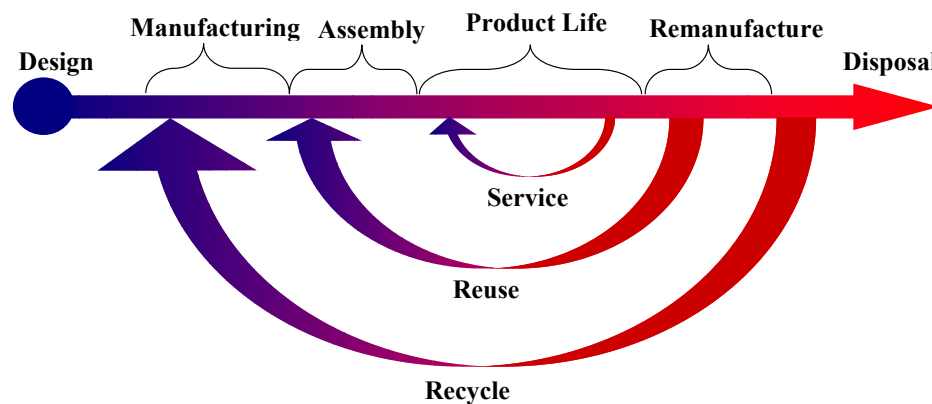 Design
Manufacturing
Assembly
Product Life
Remanufacture
Disposal
Service
Reuse
Recycle